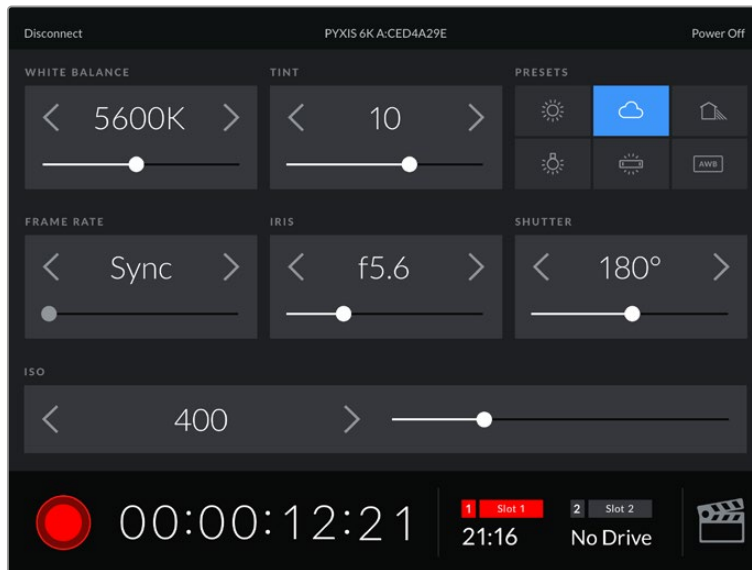 Disconnect PYXIS 6K A:CED4A29E Power Off
WHITE BALANCE TINT PRESETS
5600K 10
AWB
FRAME RATE IRIS SHUTTER
Sync f5.6 180°
ISO
400
00:00:12:21
1 Slot 1 2 Slot 2
21:16 No Drive